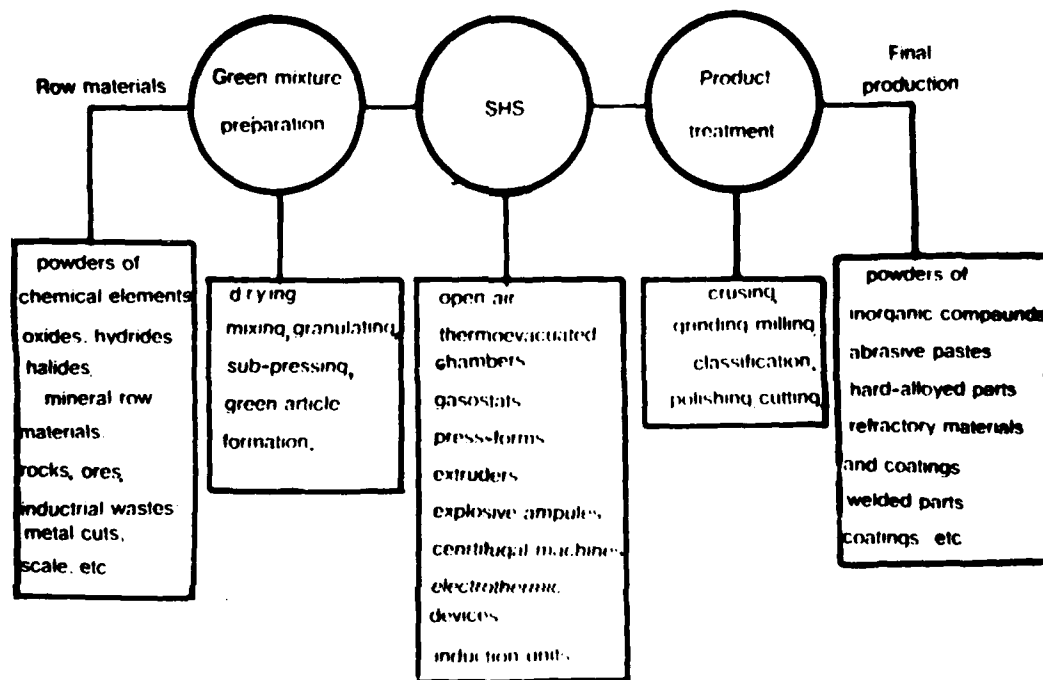 Row materials
Green mixture
preparation
SHS
Product
treatment
Final
production
powders of
chemical elements
oxides. hydrides
halides,
mineral row
materials.
rocks, ores,
inductrial wastes:
metal cuts,
scale. etc
drying
mixing, granulating,
sub-pressing,
green article
formation.
open air
thermoevacuated
chambers
gasostats
press-forms
extruders
explosive ampules,
centifugal machines,
electrothermic
devices
induction units.
crusing,
grinding milling,
classification,
polishing cutting,
powders of
inorganic compounds
abrasive pastes
hard-alloyed parts
refractory materials
and coatings
welded parts
coatings etc